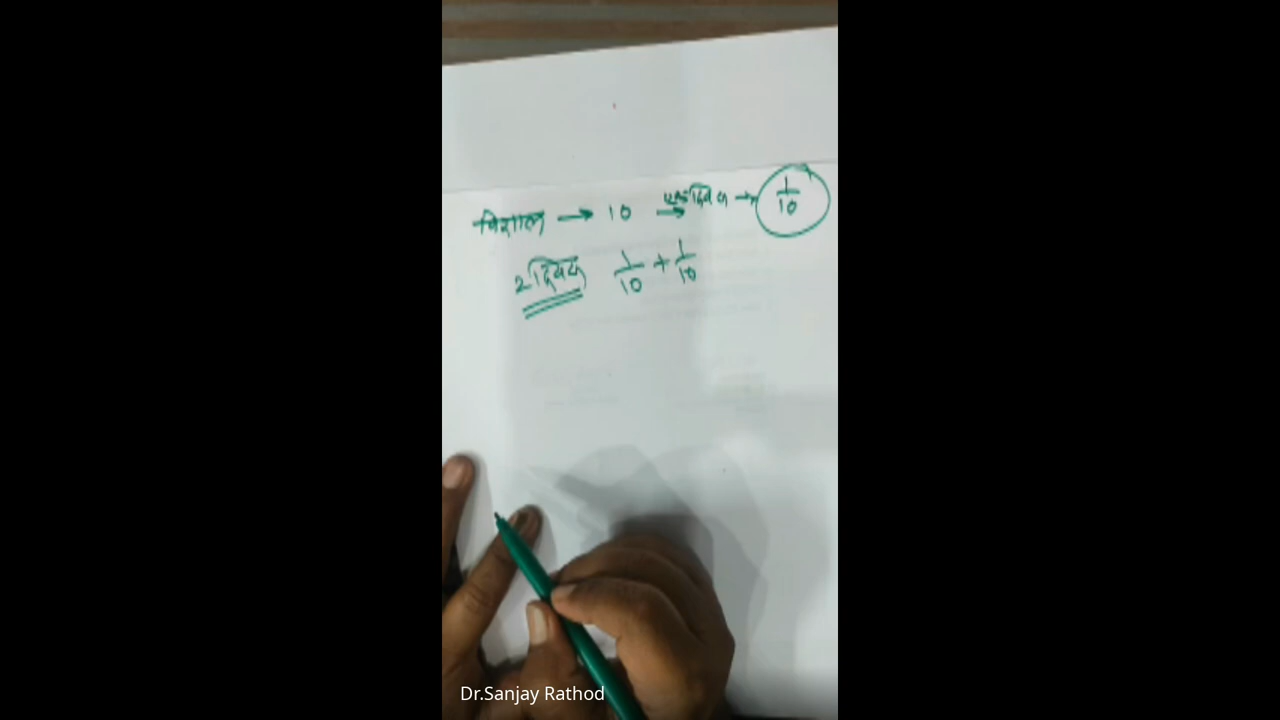 विशाल → 10 → एक दिवस → 1/10
2 दिवस 1/10 + 1/10
Dr.Sanjay Rathod